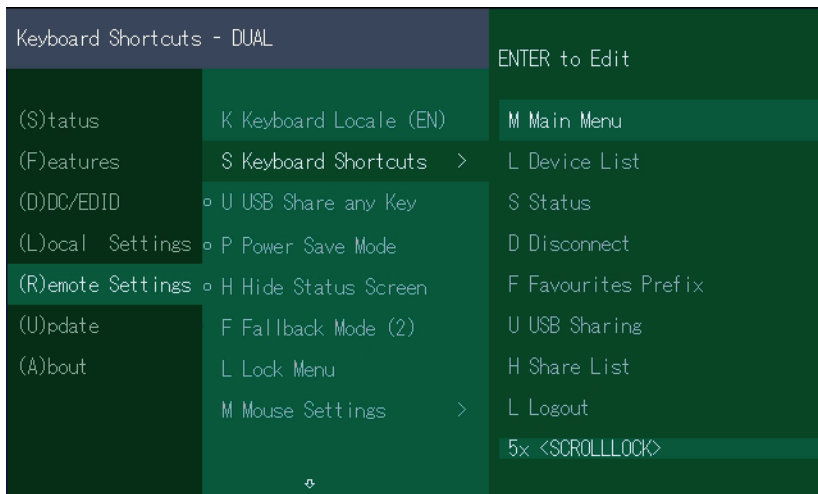 Keyboard Shortcuts - DUAL
(S)tatus
(F)eatures
(D)DC/EDID
(L)ocal Settings
(R)emote Settings
(U)pdate
(A)bout
K Keyboard Locale (EN)
S Keyboard Shortcuts >
U USB Share any Key
P Power Save Mode
H Hide Status Screen
F Fallback Mode (2)
L Lock Menu
M Mouse Settings >
ENTER to Edit
M Main Menu
L Device List
S Status
D Disconnect
F Favourites Prefix
U USB Sharing
H Share List
L Logout
5x <SCROLLLOCK>